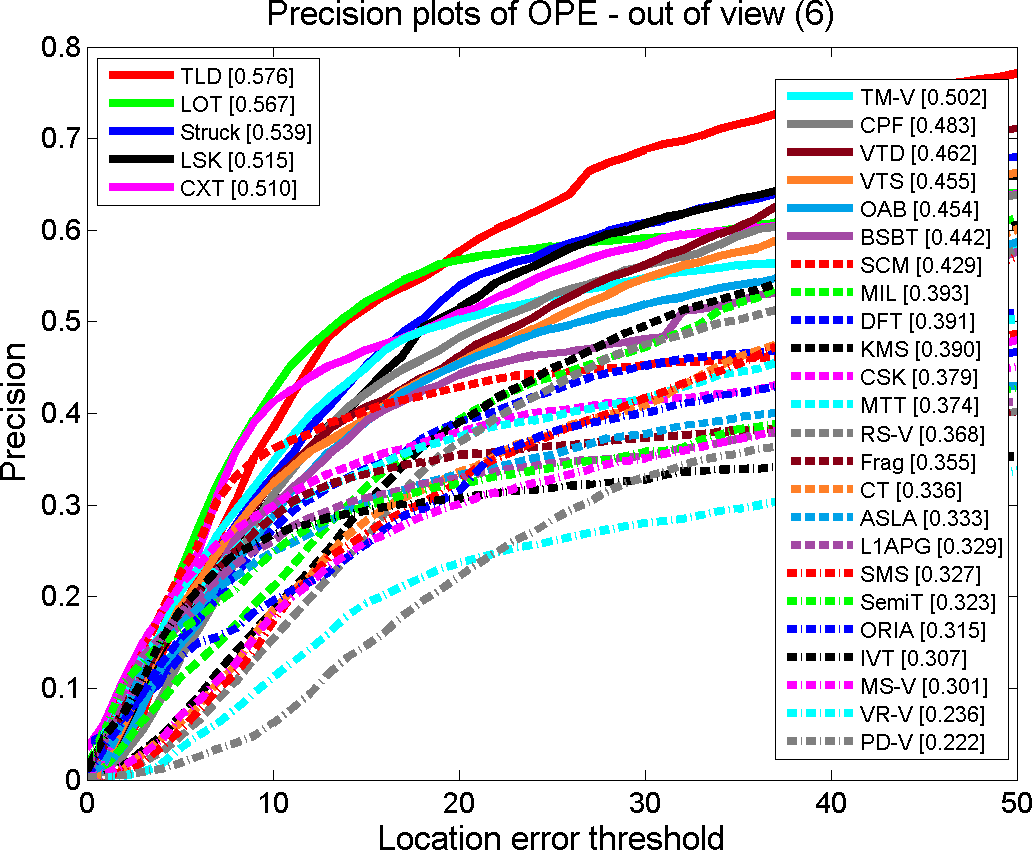 Precision plots of OPE - out of view (6)
0.8
0.7
0.6
0.5
0.4
0.3
0.2
0.1
0
Precision
TLD [0.576]
LOT [0.567]
Struck [0.539]
LSK [0.515]
CXT [0.510]
TM-V [0.502]
CPF [0.483]
VTD [0.462]
VTS [0.455]
OAB [0.454]
BSBT [0.442]
SCM [0.429]
MIL [0.393]
DFT [0.391]
KMS [0.390]
CSK [0.379]
MTT [0.374]
RS-V [0.368]
Frag [0.355]
CT [0.336]
ASLA [0.333]
L1APG [0.329]
SMS [0.327]
SemiT [0.323]
ORIA [0.315]
IVT [0.307]
MS-V [0.301]
VR-V [0.236]
PD-V [0.222]
0 10 20 30 40 50
Location error threshold